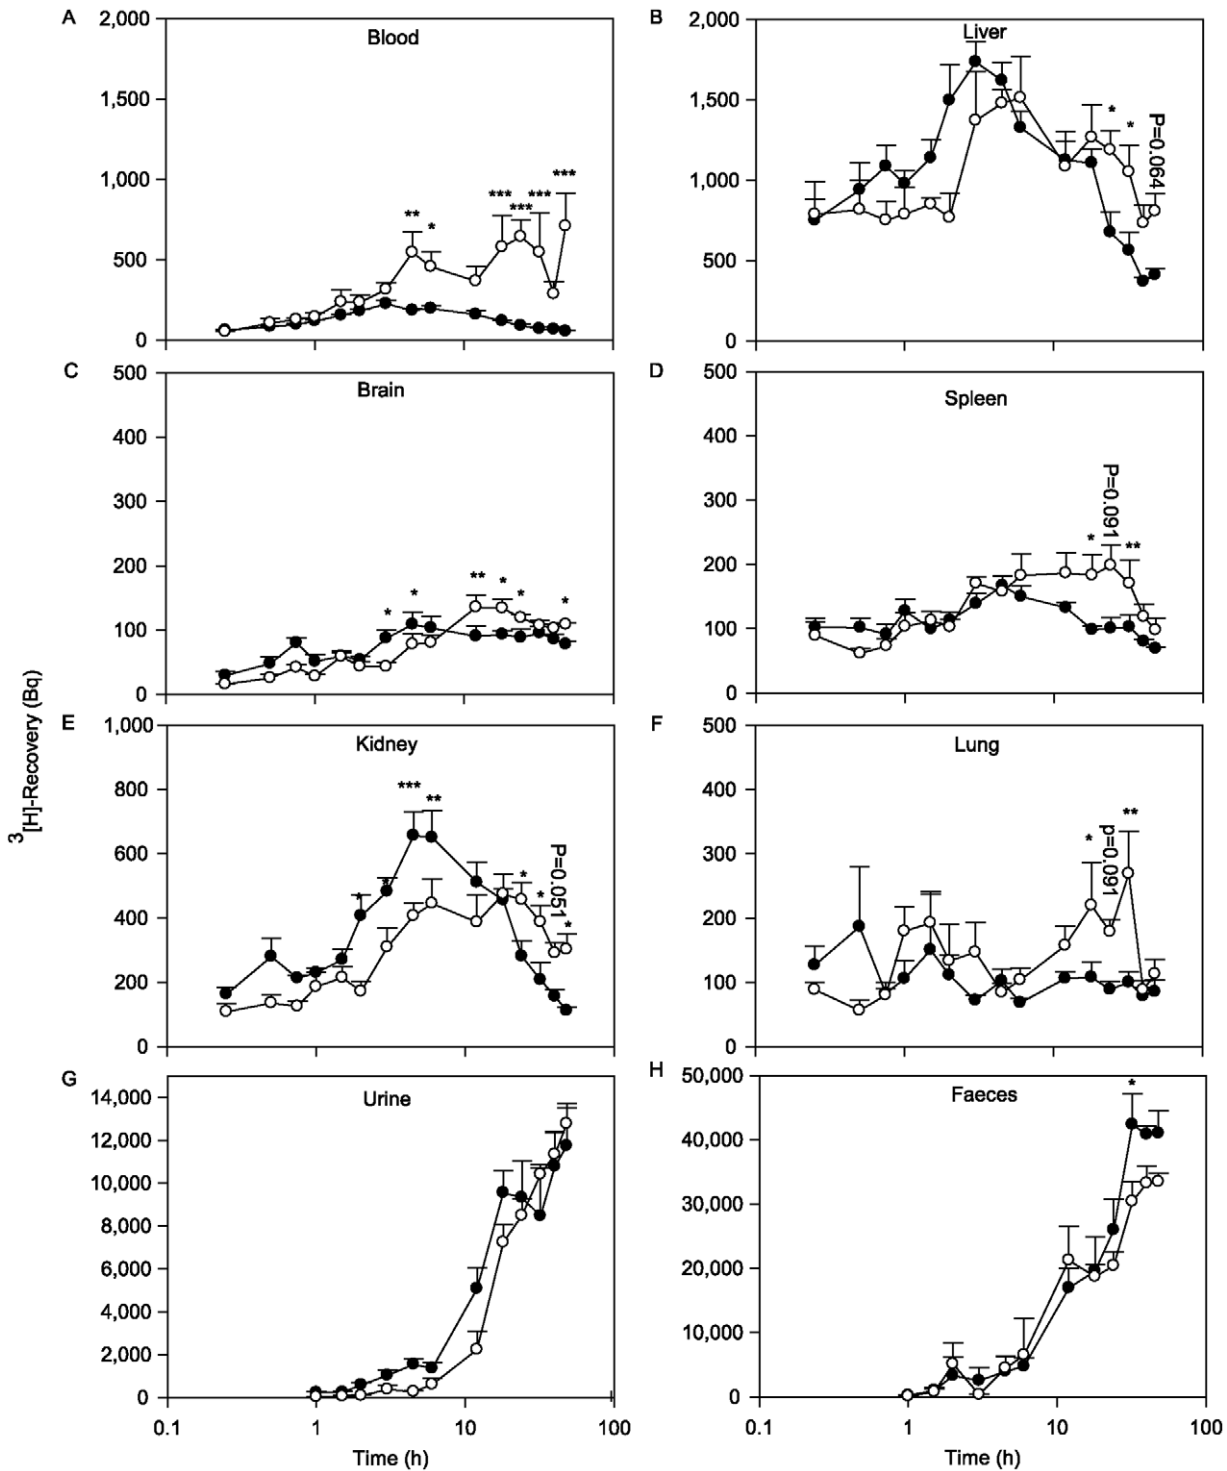 A
Blood
2,000
1,500
1,000
500
0
** * *** *** *** ***
B
Liver
2,000
1,500
1,000
500
0
* *
P=0.064
C
Brain
500
400
300
200
100
0
* * ** * * *
D
Spleen
500
400
300
200
100
0
* **
P=0.091
³[H]-Recovery (Bq)
E
Kidney
1,000
800
600
400
200
0
* * *** ** * * *
P=0.051
F
Lung
500
400
300
200
100
0
* **
p=0.091
G
Urine
14,000
12,000
10,000
8,000
6,000
4,000
2,000
0
0.1 1 10 100
Time (h)
H
Faeces
50,000
40,000
30,000
20,000
10,000
0
*
0.1 1 10 100
Time (h)